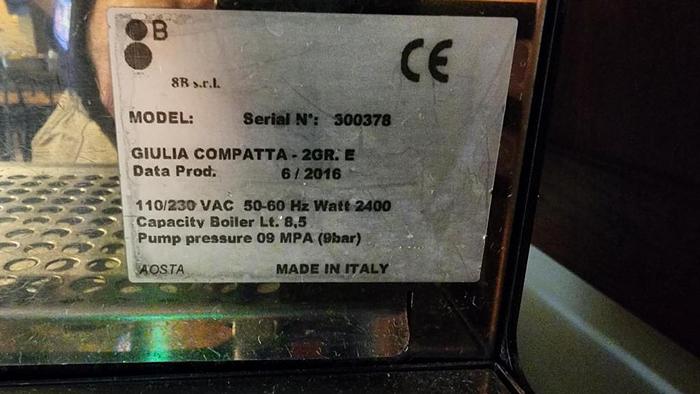 B
8B s.r.l.
CE
MODEL: Serial N°: 300378
GIULIA COMPATTA - 2GR. E
Data Prod. 6 / 2016
110/230 VAC 50-60 Hz Watt 2400
Capacity Boiler Lt. 8,5
Pump pressure 09 MPA (9bar)
AOSTA MADE IN ITALY